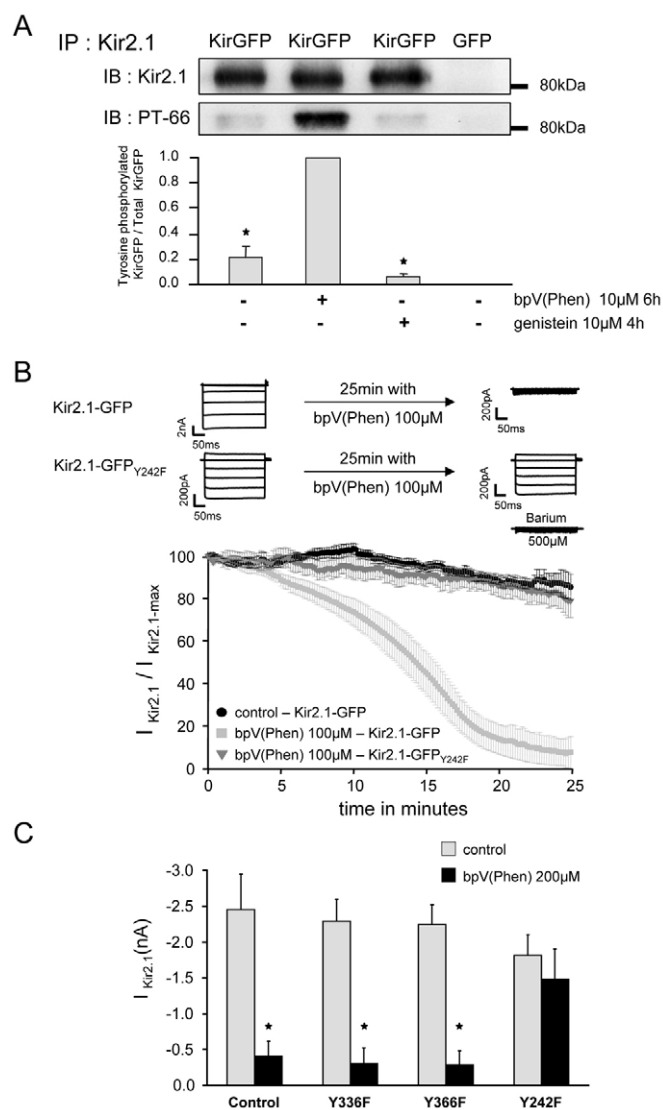 A
IP : Kir2.1
KirGFP KirGFP KirGFP GFP
IB : Kir2.1
80kDa
IB : PT-66
80kDa
Tyrosine phosphorylated
KirGFP / Total KirGFP
1.0
0.8
0.6
0.4
0.2
0.0
★
★
- + - - bpV(Phen) 10µM 6h
- - + - genistein 10µM 4h
B
Kir2.1-GFP
2nA
50ms
25min with
bpV(Phen) 100µM
200pA
50ms
Kir2.1-GFPY242F
200pA
50ms
25min with
bpV(Phen) 100µM
200pA
50ms
Barium
500µM
I Kir2.1 / I Kir2.1-max
100
80
60
40
20
0
control – Kir2.1-GFP
bpV(Phen) 100µM – Kir2.1-GFP
bpV(Phen) 100µM – Kir2.1-GFPY242F
0 5 10 15 20 25
time in minutes
C
control
bpV(Phen) 200µM
I Kir2.1(nA)
-3.0
-2.5
-2.0
-1.5
-1.0
-0.5
0.0
★ ★ ★
Control Y336F Y366F Y242F